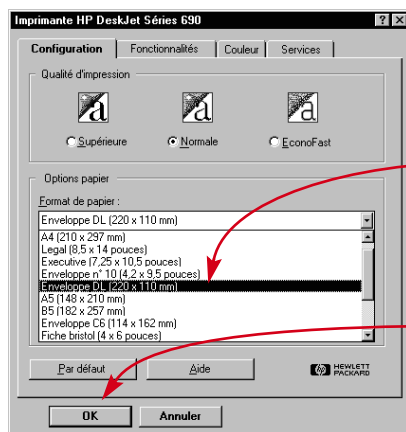 Imprimante HP DeskJet Séries 690
Configuration Fonctionnalités Couleur Services
Qualité d'impression
Supérieure Normale EconoFast
Options papier
Format de papier :
Enveloppe DL (220 x 110 mm)
A4 (210 x 297 mm)
Legal (8,5 x 14 pouces)
Executive (7,25 x 10,5 pouces)
Enveloppe n° 10 (4,2 x 9,5 pouces)
Enveloppe DL (220 x 110 mm)
A5 (148 x 210 mm)
B5 (182 x 257 mm)
Enveloppe C6 (114 x 162 mm)
Fiche bristol (4 x 6 pouces)
Par défaut Aide hp HEWLETT
PACKARD
OK Annuler